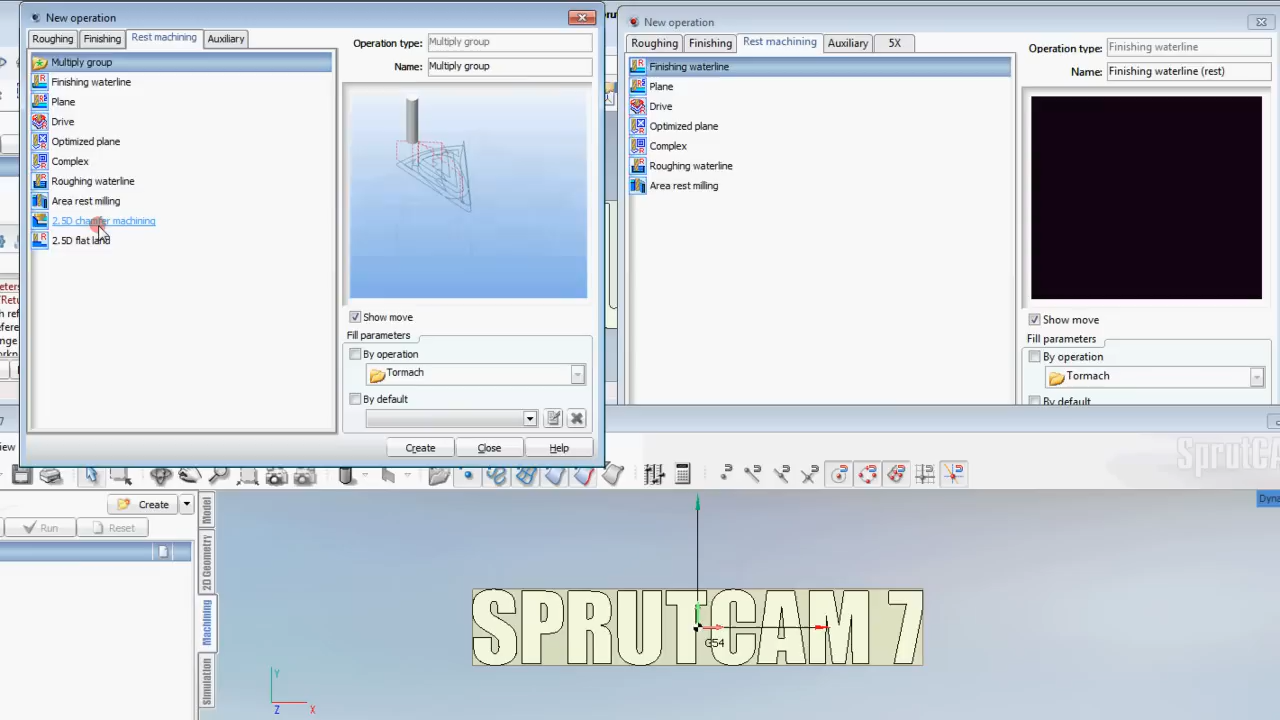 New operation
Roughing Finishing Rest machining Auxiliary
Multiply group
Finishing waterline
Plane
Drive
Optimized plane
Complex
Roughing waterline
Area rest milling
2.5D chamfer machining
2.5D flat land
Operation type: Multiply group
Name: Multiply group
Show move
Fill parameters
By operation
Tormach
By default
Create Close Help
New operation
Roughing Finishing Rest machining Auxiliary 5X
Finishing waterline
Plane
Drive
Optimized plane
Complex
Roughing waterline
Area rest milling
Operation type: Finishing waterline
Name: Finishing waterline (rest)
Show move
Fill parameters
By operation
Tormach
By default
7
SprutCA
Create
Run Reset
Model
2D Geometry
Machining
Simulation
Dyna
SPRUTCAM 7
G54
Y
Z X